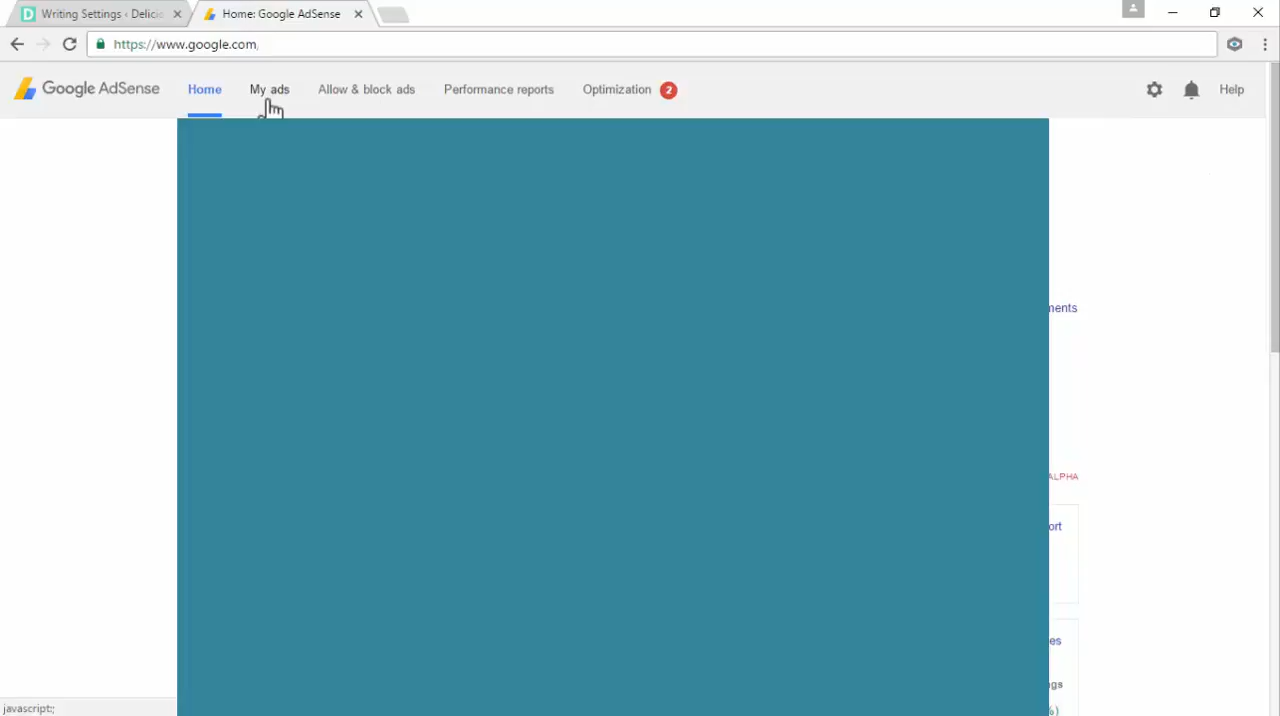 Writing Settings ‹ Delicio
Home: Google AdSense
https://www.google.com,
Google AdSense
Home
My ads
Allow & block ads
Performance reports
Optimization 2
Help
ments
ALPHA
ort
es
ngs
%)
javascript:;